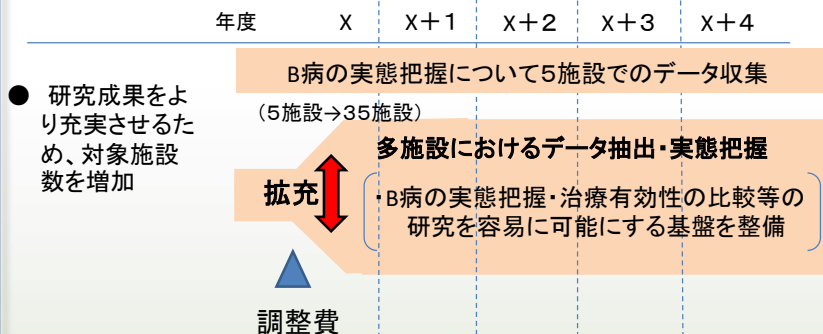 年度 X X+1 X+2 X+3 X+4
B病の実態把握について5施設でのデータ収集
● 研究成果をよ
り充実させるた
め、対象施設
数を増加
(5施設→35施設)
多施設におけるデータ抽出・実態把握
拡充
・B病の実態把握・治療有効性の比較等の
研究を容易に可能にする基盤を整備
調整費